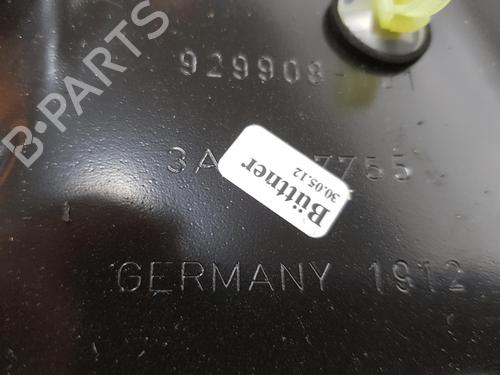 B-PARTS
929908
3A 7755
Büttner
30.05.12
GERMANY 1912